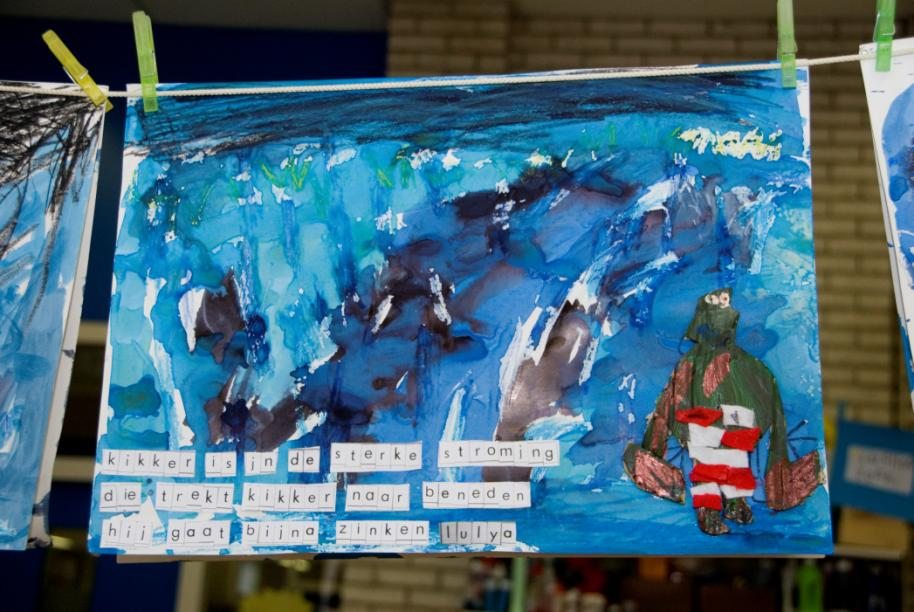 kikker is in de sterke stroming
die trekt kikker naar beneden
hij gaat bijna zinken lulya